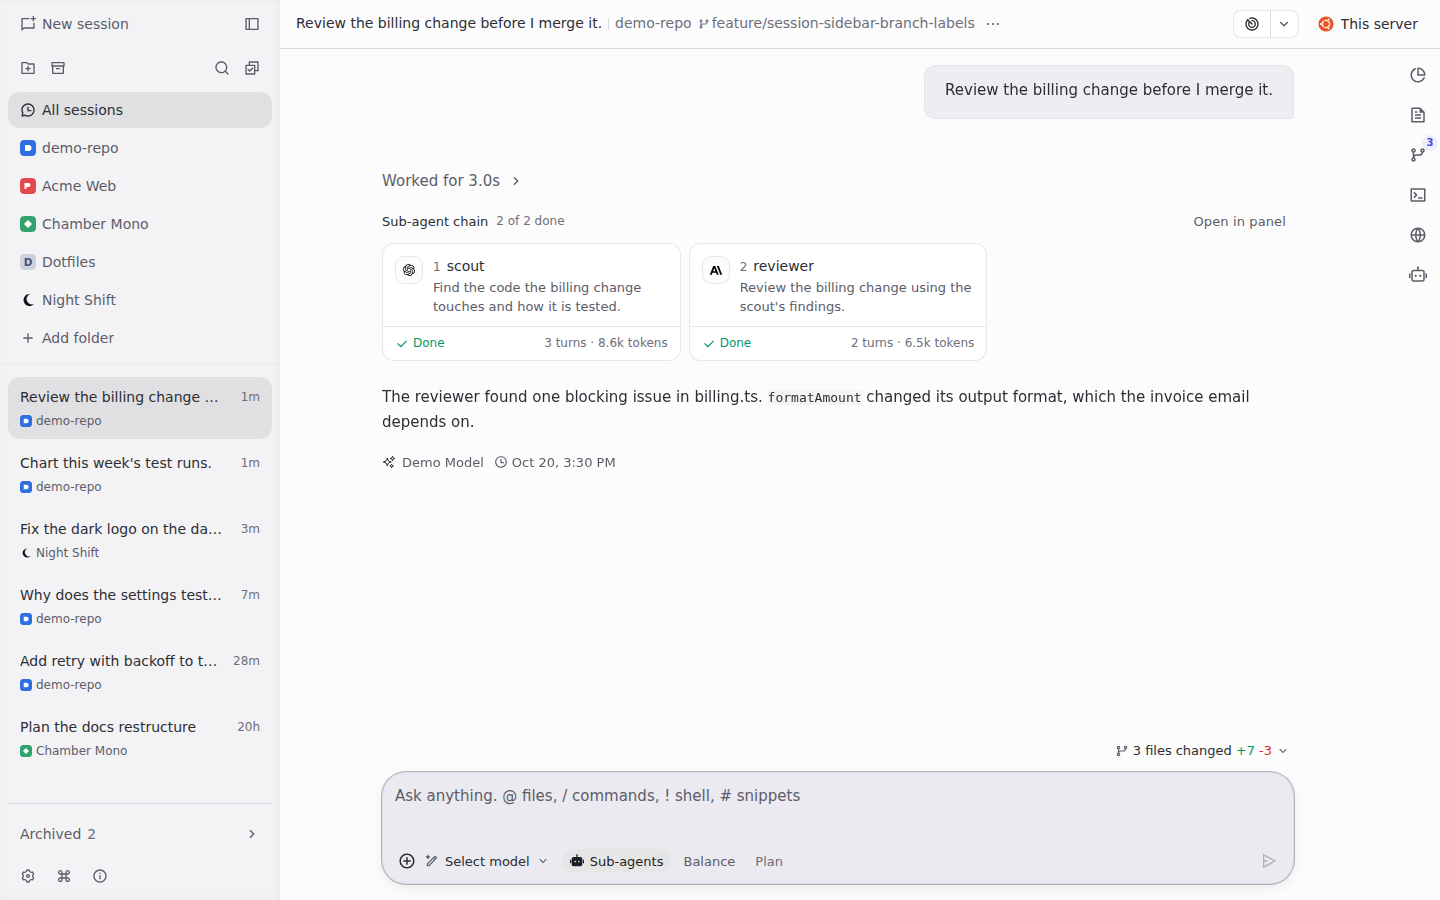 New session
All sessions
demo-repo
Acme Web
Chamber Mono
D Dotfiles
Night Shift
Add folder
Review the billing change ... 1m
demo-repo
Chart this week's test runs. 1m
demo-repo
Fix the dark logo on the da... 3m
Night Shift
Why does the settings test... 7m
demo-repo
Add retry with backoff to t... 28m
demo-repo
Plan the docs restructure 20h
Chamber Mono
Archived 2
Review the billing change before I merge it. demo-repo feature/session-sidebar-branch-labels ···
This server
3
Review the billing change before I merge it.
Worked for 3.0s
Sub-agent chain 2 of 2 done Open in panel
1 scout
Find the code the billing change
touches and how it is tested.
Done 3 turns · 8.6k tokens
2 reviewer
Review the billing change using the
scout's findings.
Done 2 turns · 6.5k tokens
The reviewer found one blocking issue in billing.ts. formatAmount changed its output format, which the invoice email
depends on.
Demo Model Oct 20, 3:30 PM
3 files changed +7 -3
Ask anything. @ files, / commands, ! shell, # snippets
Select model Sub-agents Balance Plan